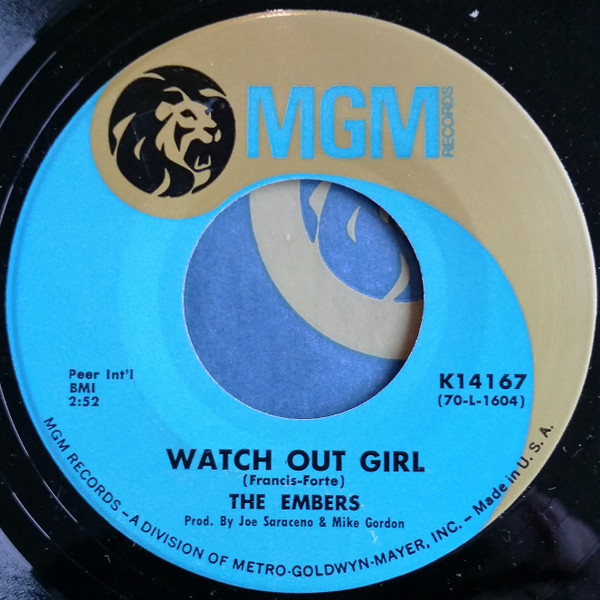 MGM
RECORDS
Peer Int'l
BMI
2:52
K14167
(70-L-1604)
WATCH OUT GIRL
(Francis-Forte)
THE EMBERS
Prod. By Joe Saraceno & Mike Gordon
MGM RECORDS – A DIVISION OF METRO-GOLDWYN-MAYER, INC. – Made in U. S. A.